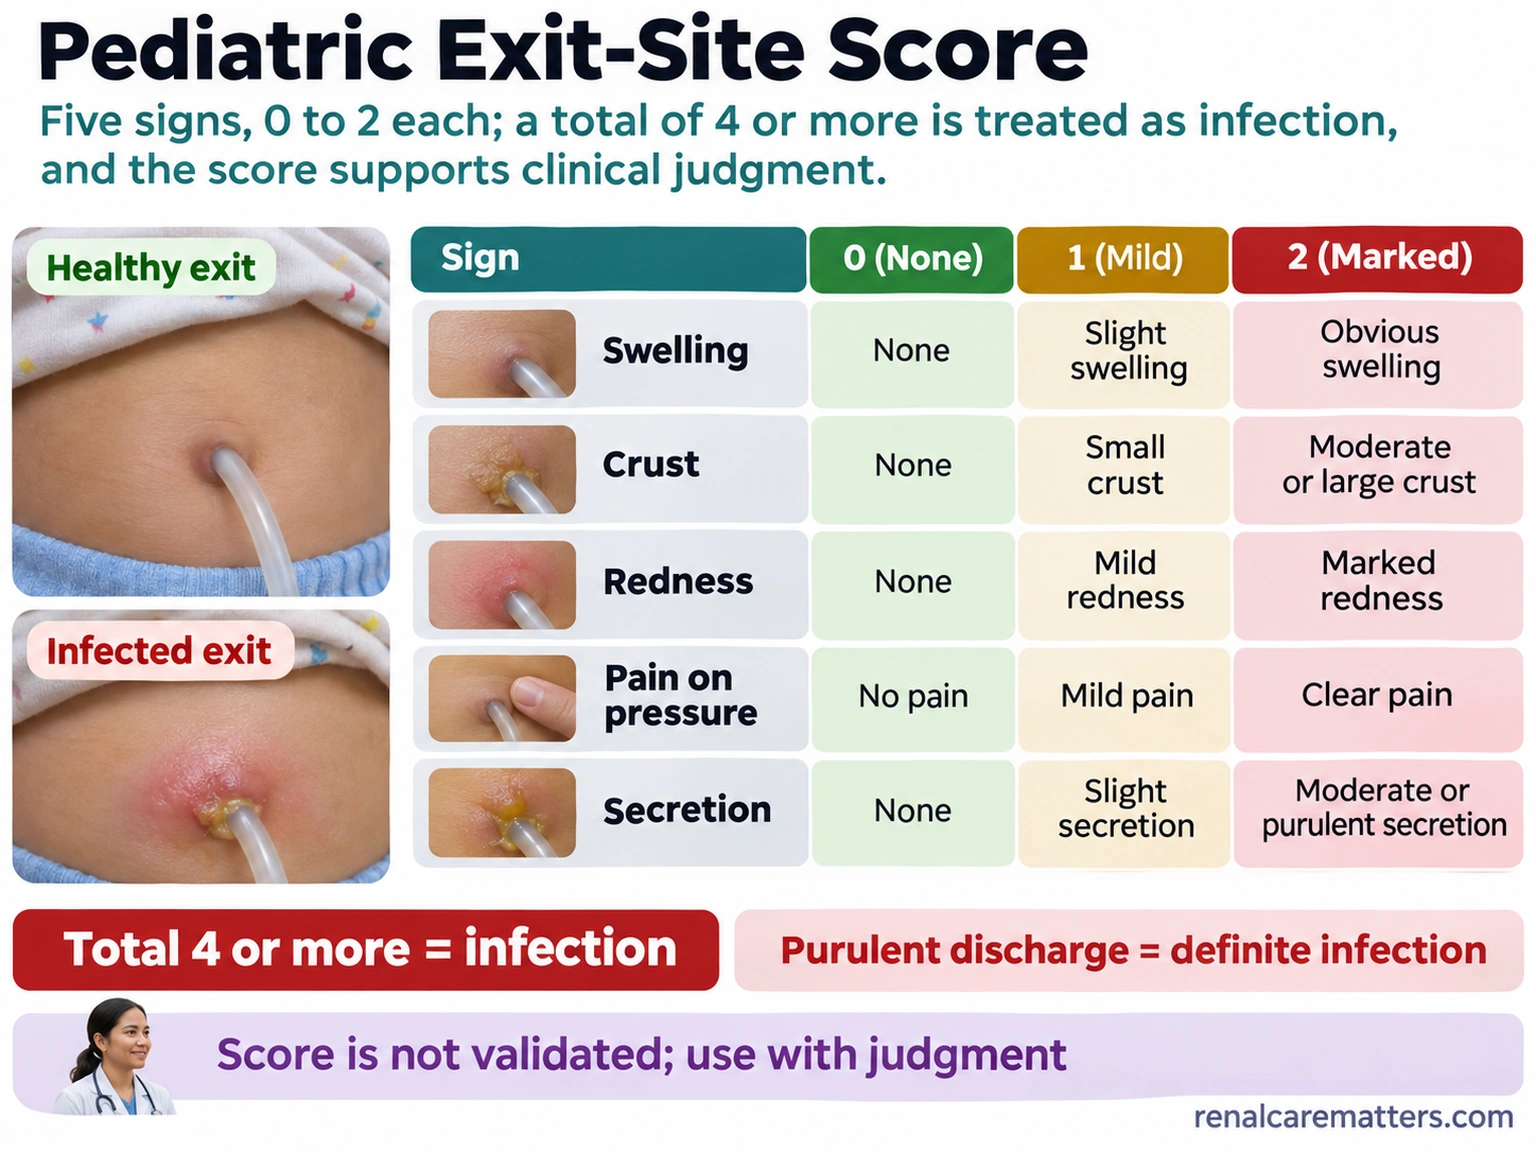 Pediatric Exit-Site Score
Five signs, 0 to 2 each; a total of 4 or more is treated as infection,
and the score supports clinical judgment.
Healthy exit
Infected exit
Sign
0 (None)
1 (Mild)
2 (Marked)
Swelling
None
Slight
swelling
Obvious
swelling
Crust
None
Small
crust
Moderate
or large crust
Redness
None
Mild
redness
Marked
redness
Pain on
pressure
No pain
Mild pain
Clear pain
Secretion
None
Slight
secretion
Moderate or
purulent secretion
Total 4 or more = infection
Purulent discharge = definite infection
Score is not validated; use with judgment
renalcarematters.com